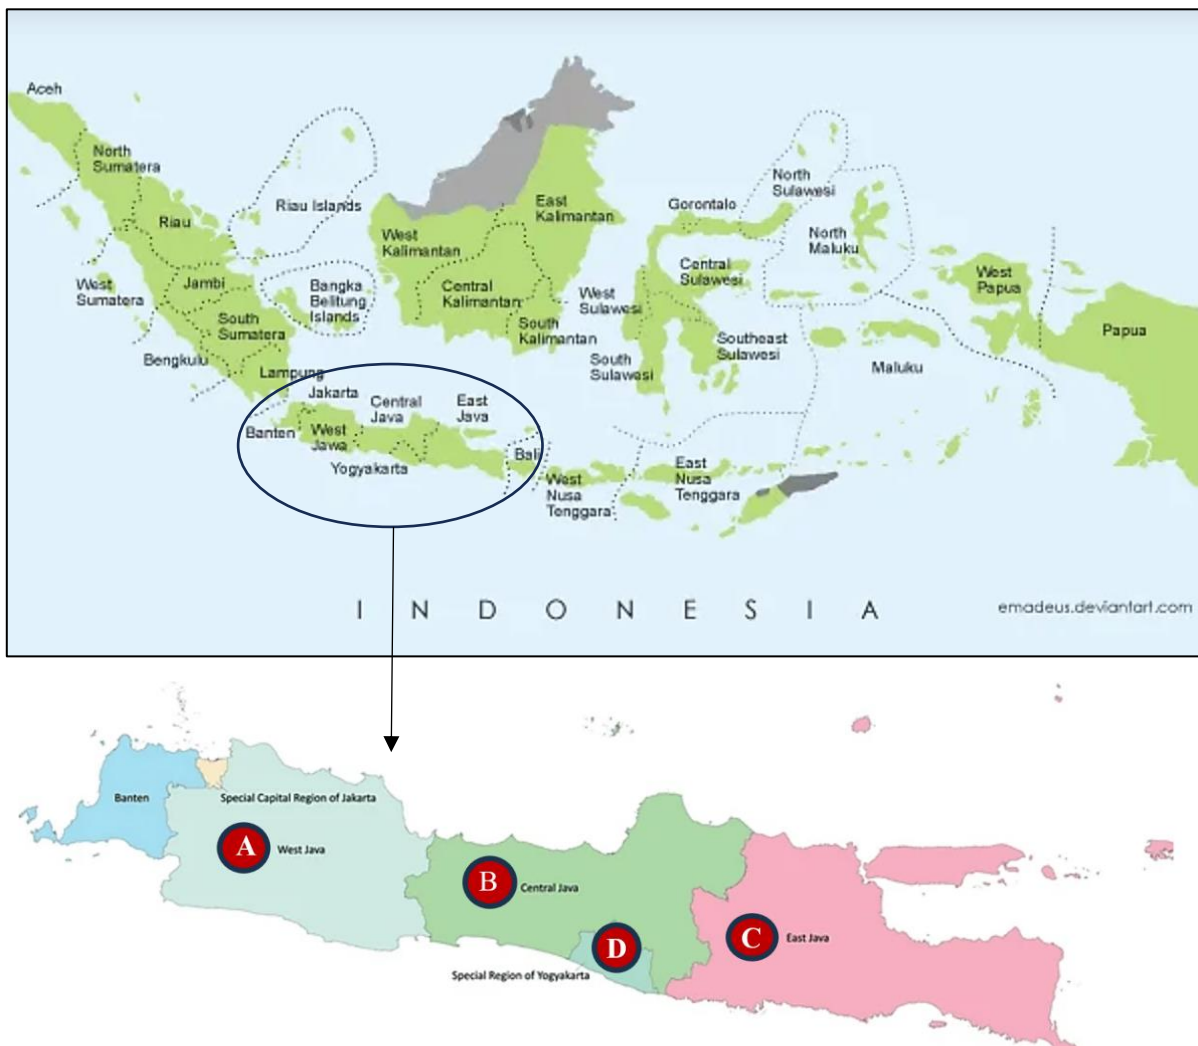 Aceh
North
Sumatera
Riau Islands
Riau
West
Sumatera
Jambi
Bangka
Belitung
Islands
South
Sumatera
Bengkulu
Lampung
West
Kalimantan
East
Kalimantan
Central
Kalimantan
South
Kalimantan
North
Sulawesi
Gorontalo
North
Maluku
Central
Sulawesi
West
Sulawesi
Southeast
Sulawesi
South
Sulawesi
West
Papua
Papua
Maluku
Jakarta
Central
Java
East
Java
Banten
West
Jawa
Yogyakarta
Bali
West
Nusa
Tenggara
East
Nusa
Tenggara
INDONESIA
emadeus.deviantart.com
Banten
Special Capital Region of Jakarta
A
West Java
B
Central Java
D
C
East Java
Special Region of Yogyakarta